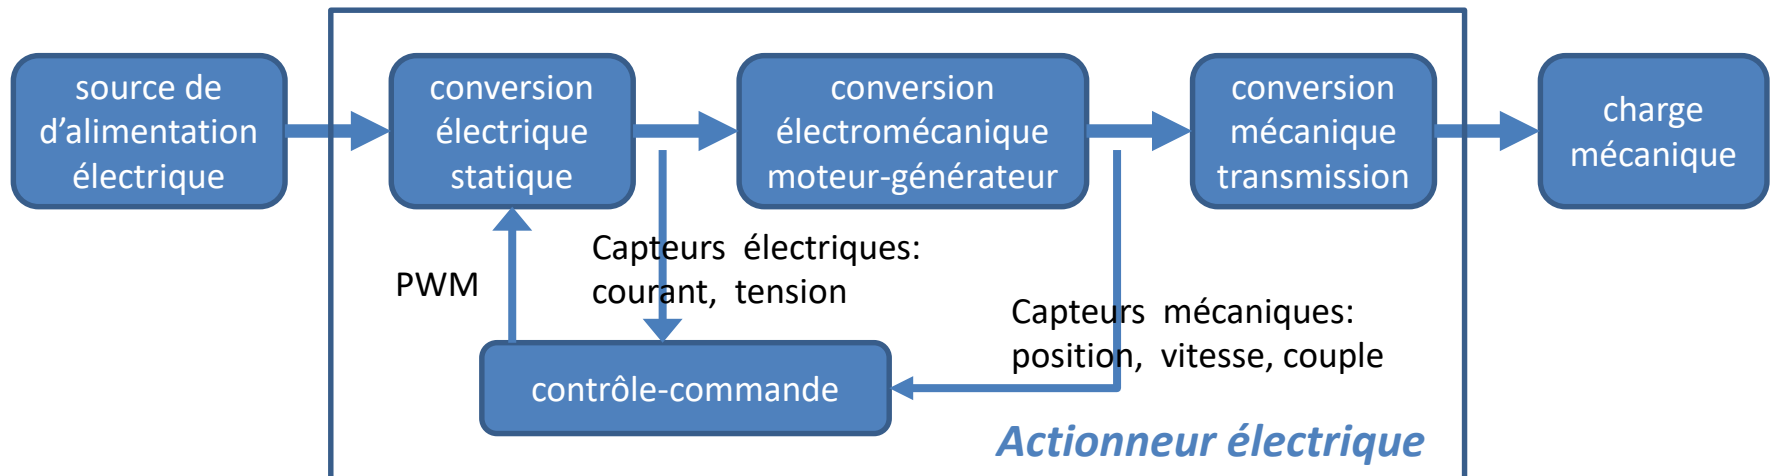 source de
d’alimentation
électrique
conversion
électrique
statique
conversion
électromécanique
moteur-générateur
conversion
mécanique
transmission
charge
mécanique
PWM
Capteurs électriques:
courant, tension
Capteurs mécaniques:
position, vitesse, couple
contrôle-commande
Actionneur électrique